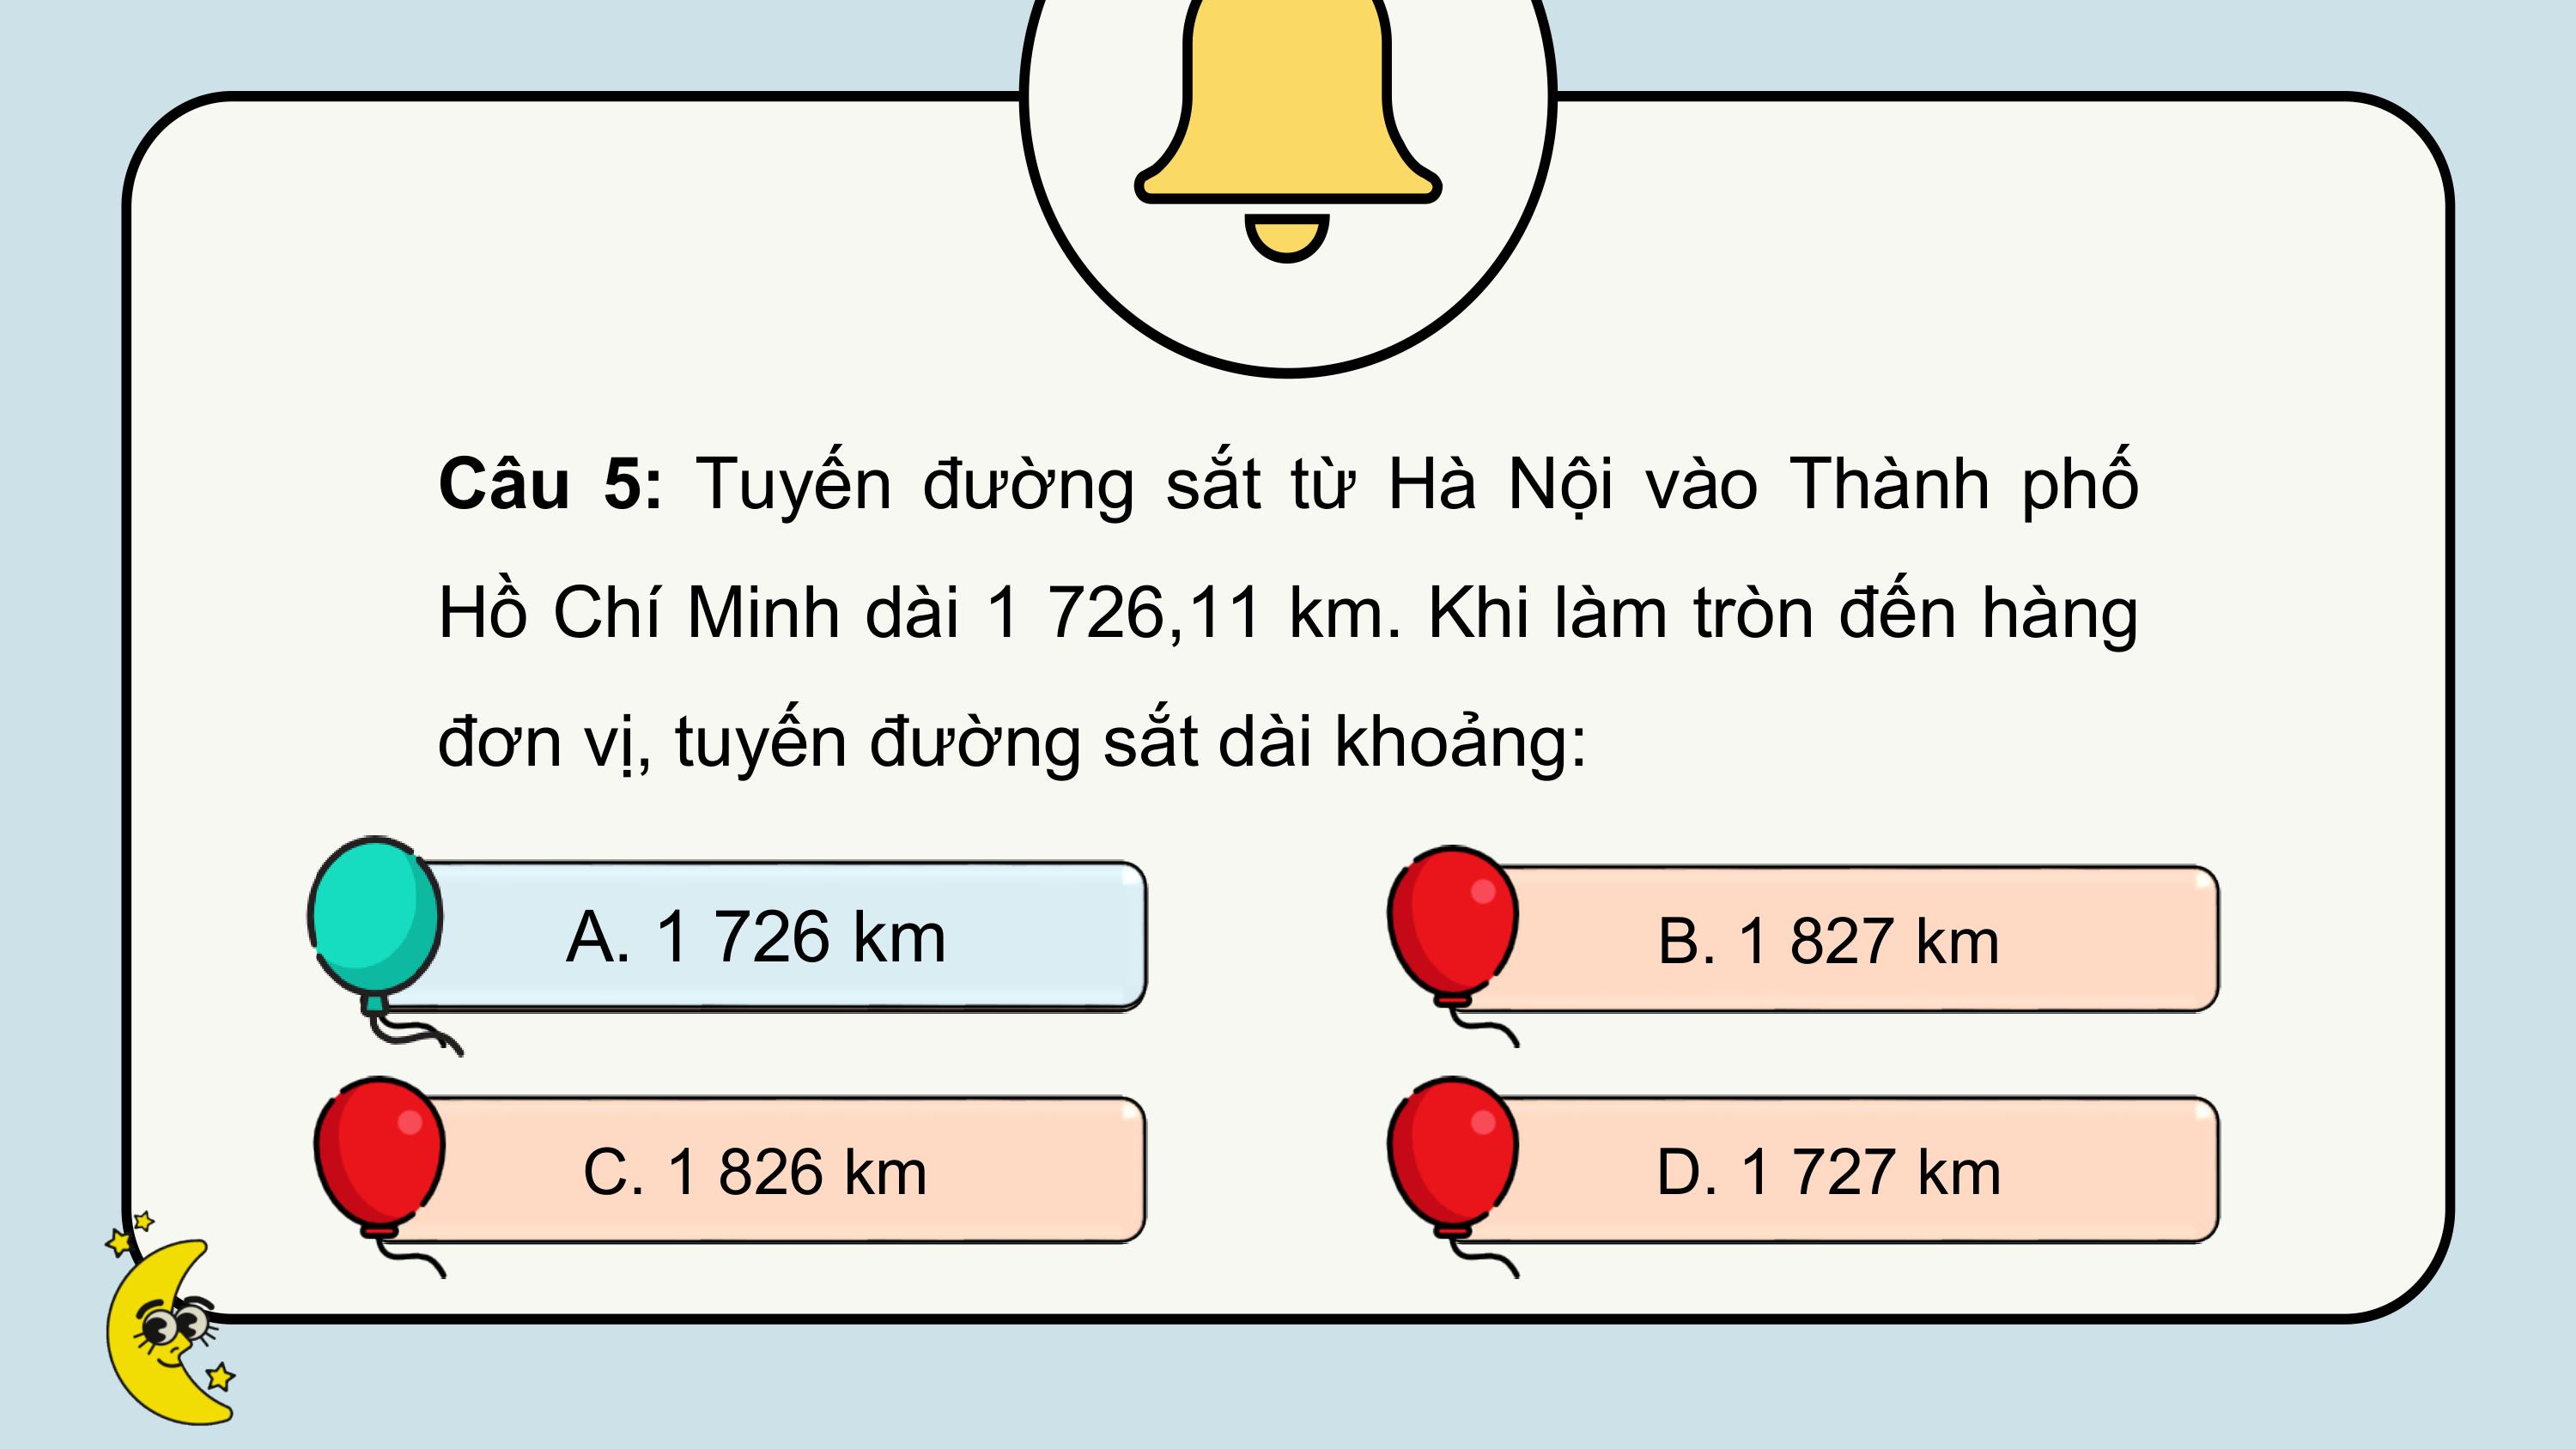 Câu 5: Tuyến đường sắt từ Hà Nội vào Thành phố
Hồ Chí Minh dài 1 726,11 km. Khi làm tròn đến hàng
đơn vị, tuyến đường sắt dài khoảng:
A. 1 726 km
B. 1 827 km
C. 1 826 km
D. 1 727 km